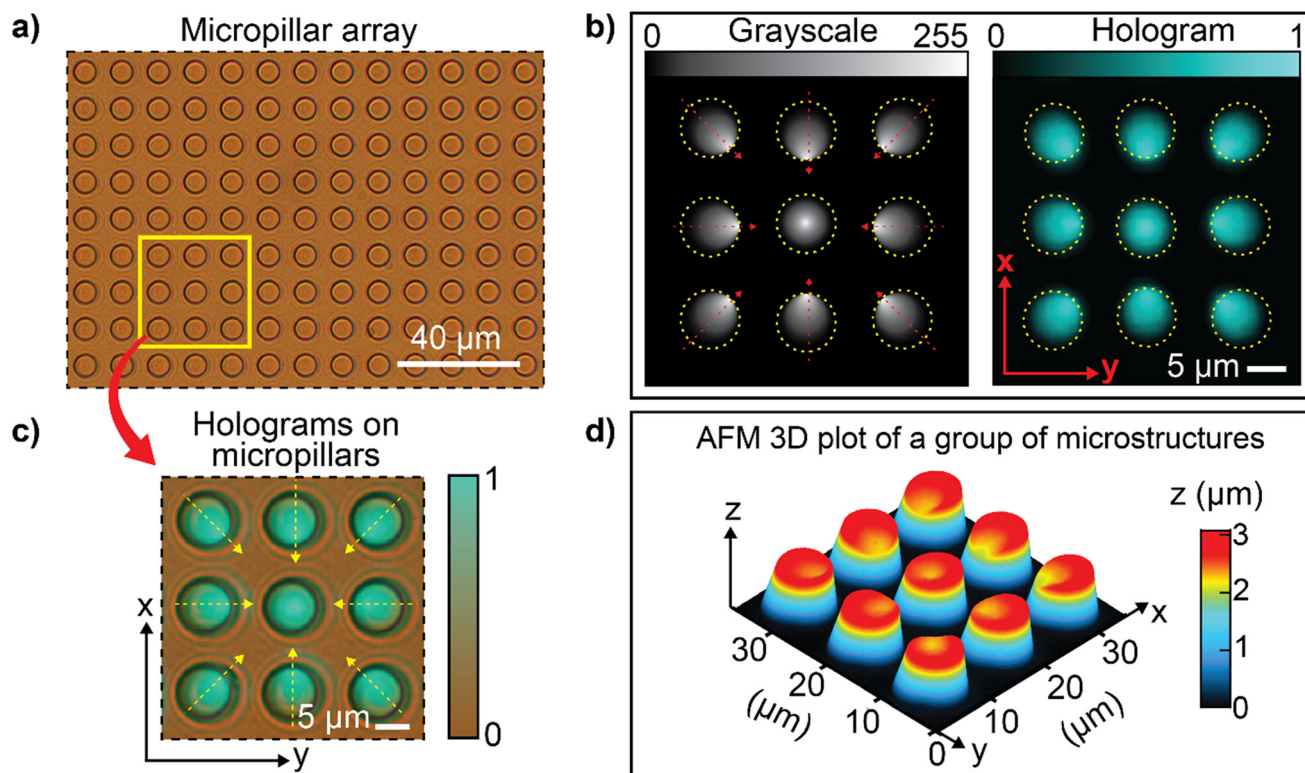 a)
Micropillar array
40 µm
b)
0 Grayscale 255
0 Hologram 1
x
y
5 µm
c)
Holograms on
micropillars
1
0
x
y
5 µm
d)
AFM 3D plot of a group of microstructures
z
z (µm)
3
2
1
0
x
30
20
10
(µm)
0
y
10
20
30
(µm)